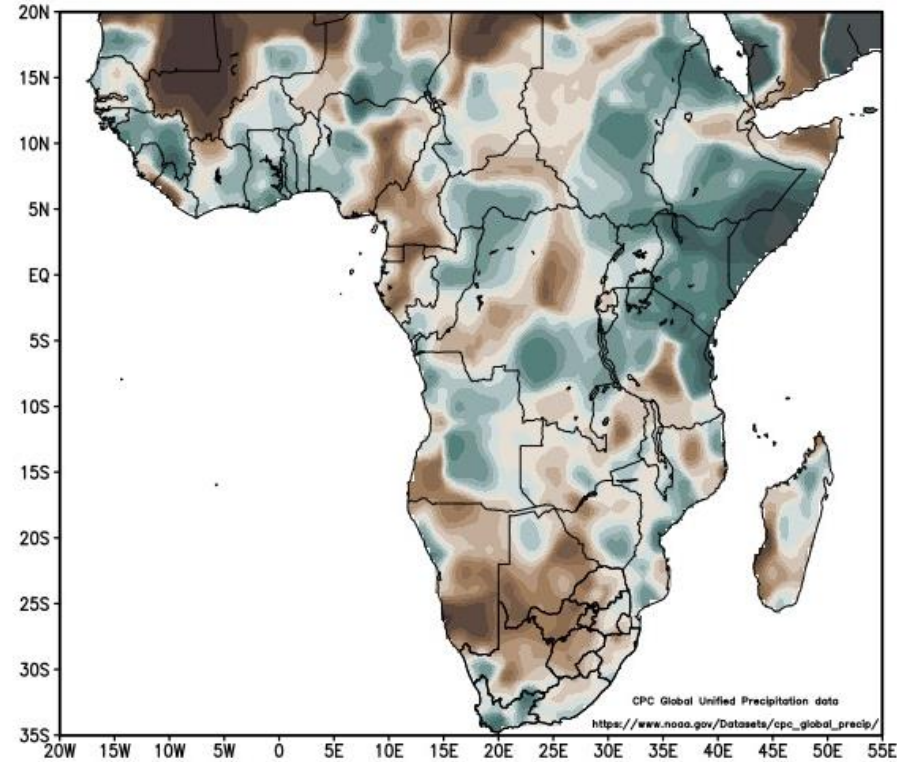 20N
15N
10N
5N
EQ
5S
10S
15S
20S
25S
30S
35S
CPC Global Unified Precipitation data
https://www.noaa.gov/Datasets/cpc_global_precip/
20W 15W 10W 5W 0 5E 10E 15E 20E 25E 30E 35E 40E 45E 50E 55E